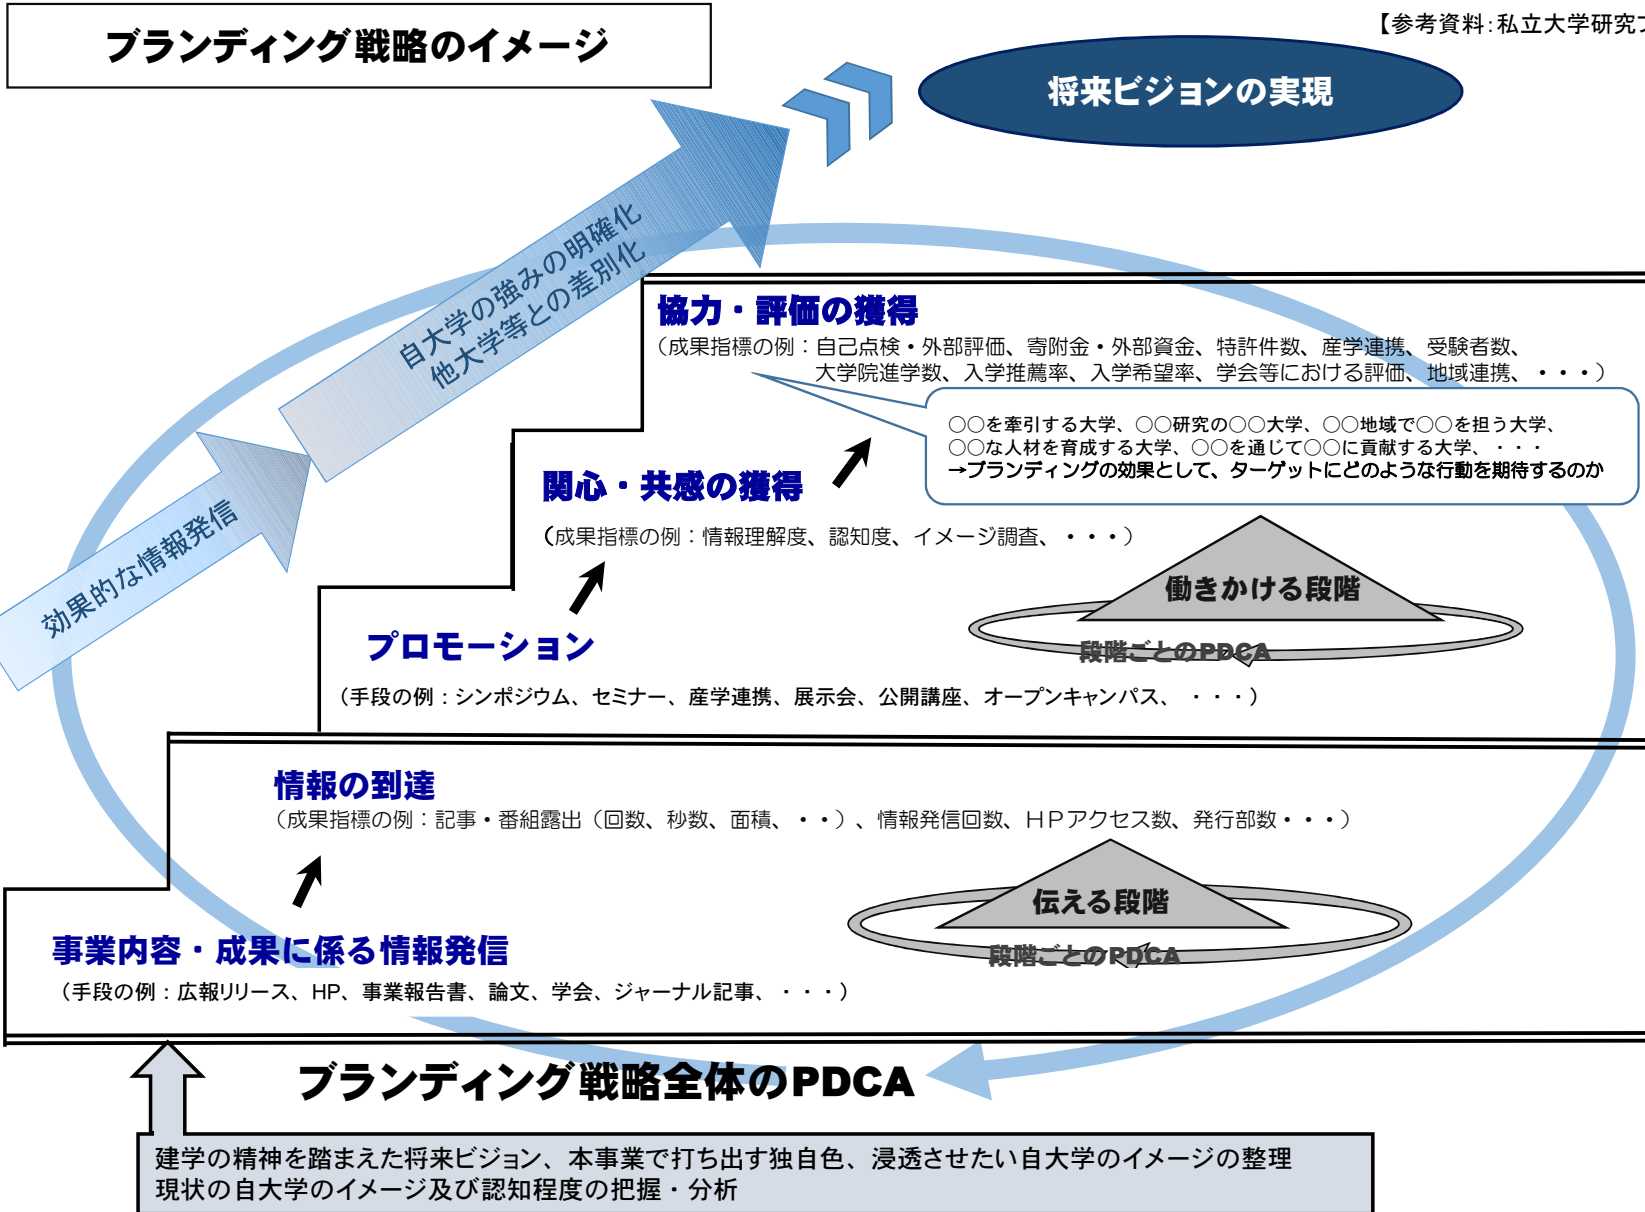 ブランディング戦略のイメージ
【参考資料：私立大学研究
将来ビジョンの実現
自大学の強みの明確化
他大学等との差別化
効果的な情報発信
協力・評価の獲得
（成果指標の例：自己点検・外部評価、寄附金・外部資金、特許件数、産学連携、受験者数、
大学院進学数、入学推薦率、入学希望率、学会等における評価、地域連携、・・・）
○○を牽引する大学、○○研究の○○大学、○○地域で○○を担う大学、
○○な人材を育成する大学、○○を通じて○○に貢献する大学、・・・
→ブランディングの効果として、ターゲットにどのような行動を期待するのか
関心・共感の獲得
（成果指標の例：情報理解度、認知度、イメージ調査、・・・）
働きかける段階
段階ごとのPDCA
プロモーション
（手段の例：シンポジウム、セミナー、産学連携、展示会、公開講座、オープンキャンパス、・・・）
情報の到達
（成果指標の例：記事・番組露出（回数、秒数、面積、・・）、情報発信回数、ＨＰアクセス数、発行部数・・・）
伝える段階
段階ごとのPDCA
事業内容・成果に係る情報発信
（手段の例：広報リリース、HP、事業報告書、論文、学会、ジャーナル記事、・・・）
ブランディング戦略全体のPDCA
建学の精神を踏まえた将来ビジョン、本事業で打ち出す独自色、浸透させたい自大学のイメージの整理
現状の自大学のイメージ及び認知程度の把握・分析